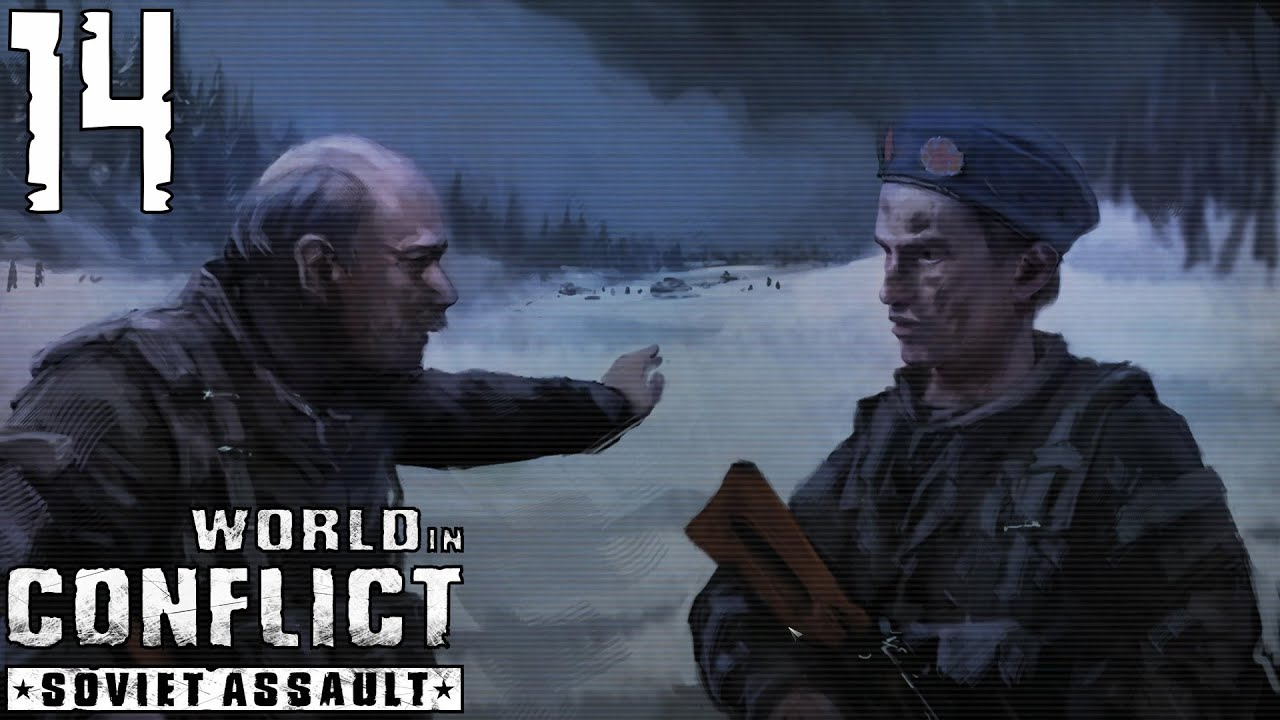 14
WORLD IN
CONFLICT
★SOVIET ASSAULT★